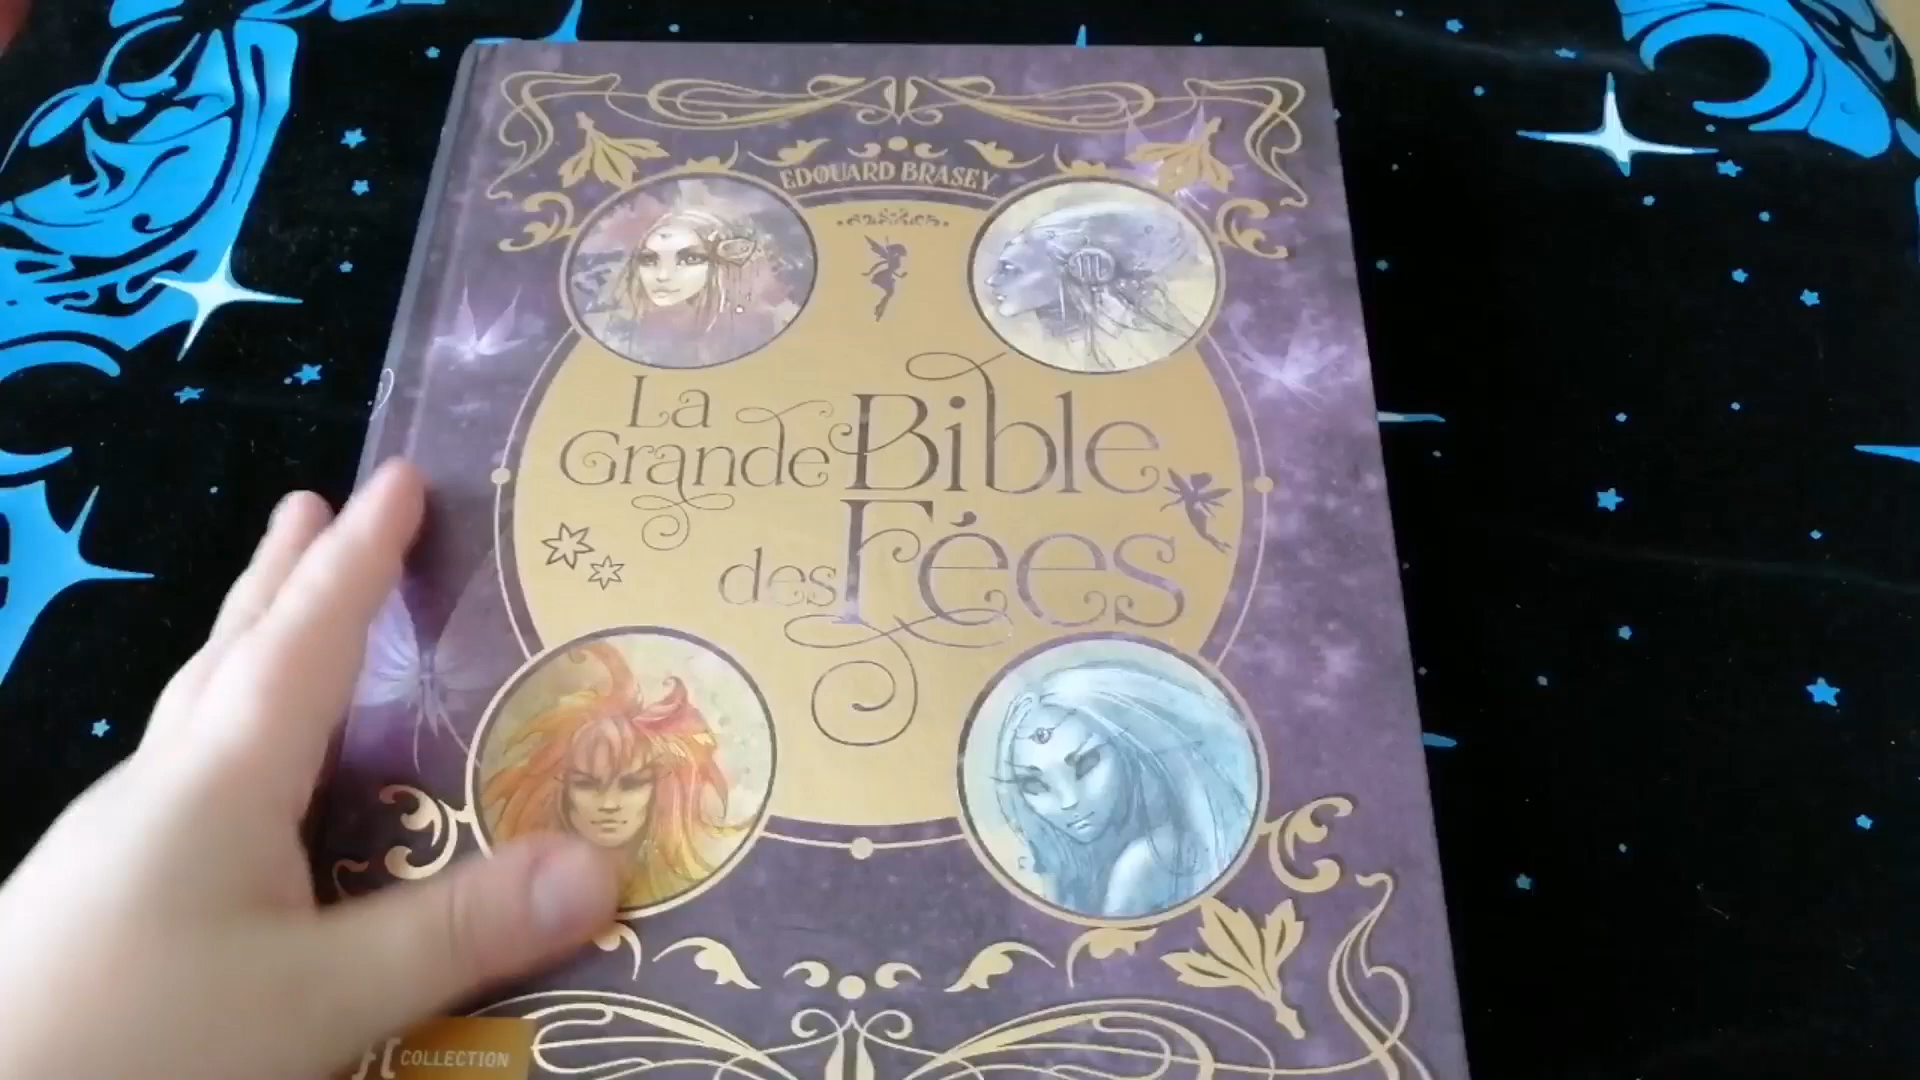 EDOUARD BRASEY
La
Grande Bible
des Fées
COLLECTION